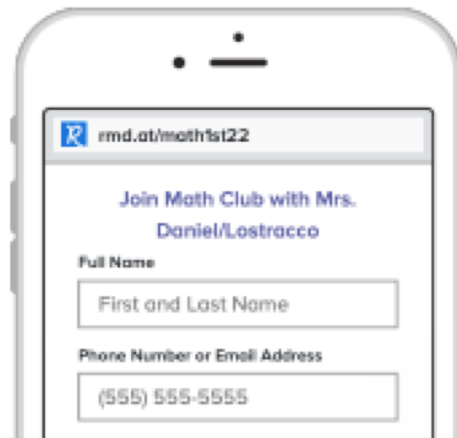 rmd.at/math1st22
Join Math Club with Mrs.
Daniel/Lostracco
Full Name
First and Last Name
Phone Number or Email Address
(555) 555-5555